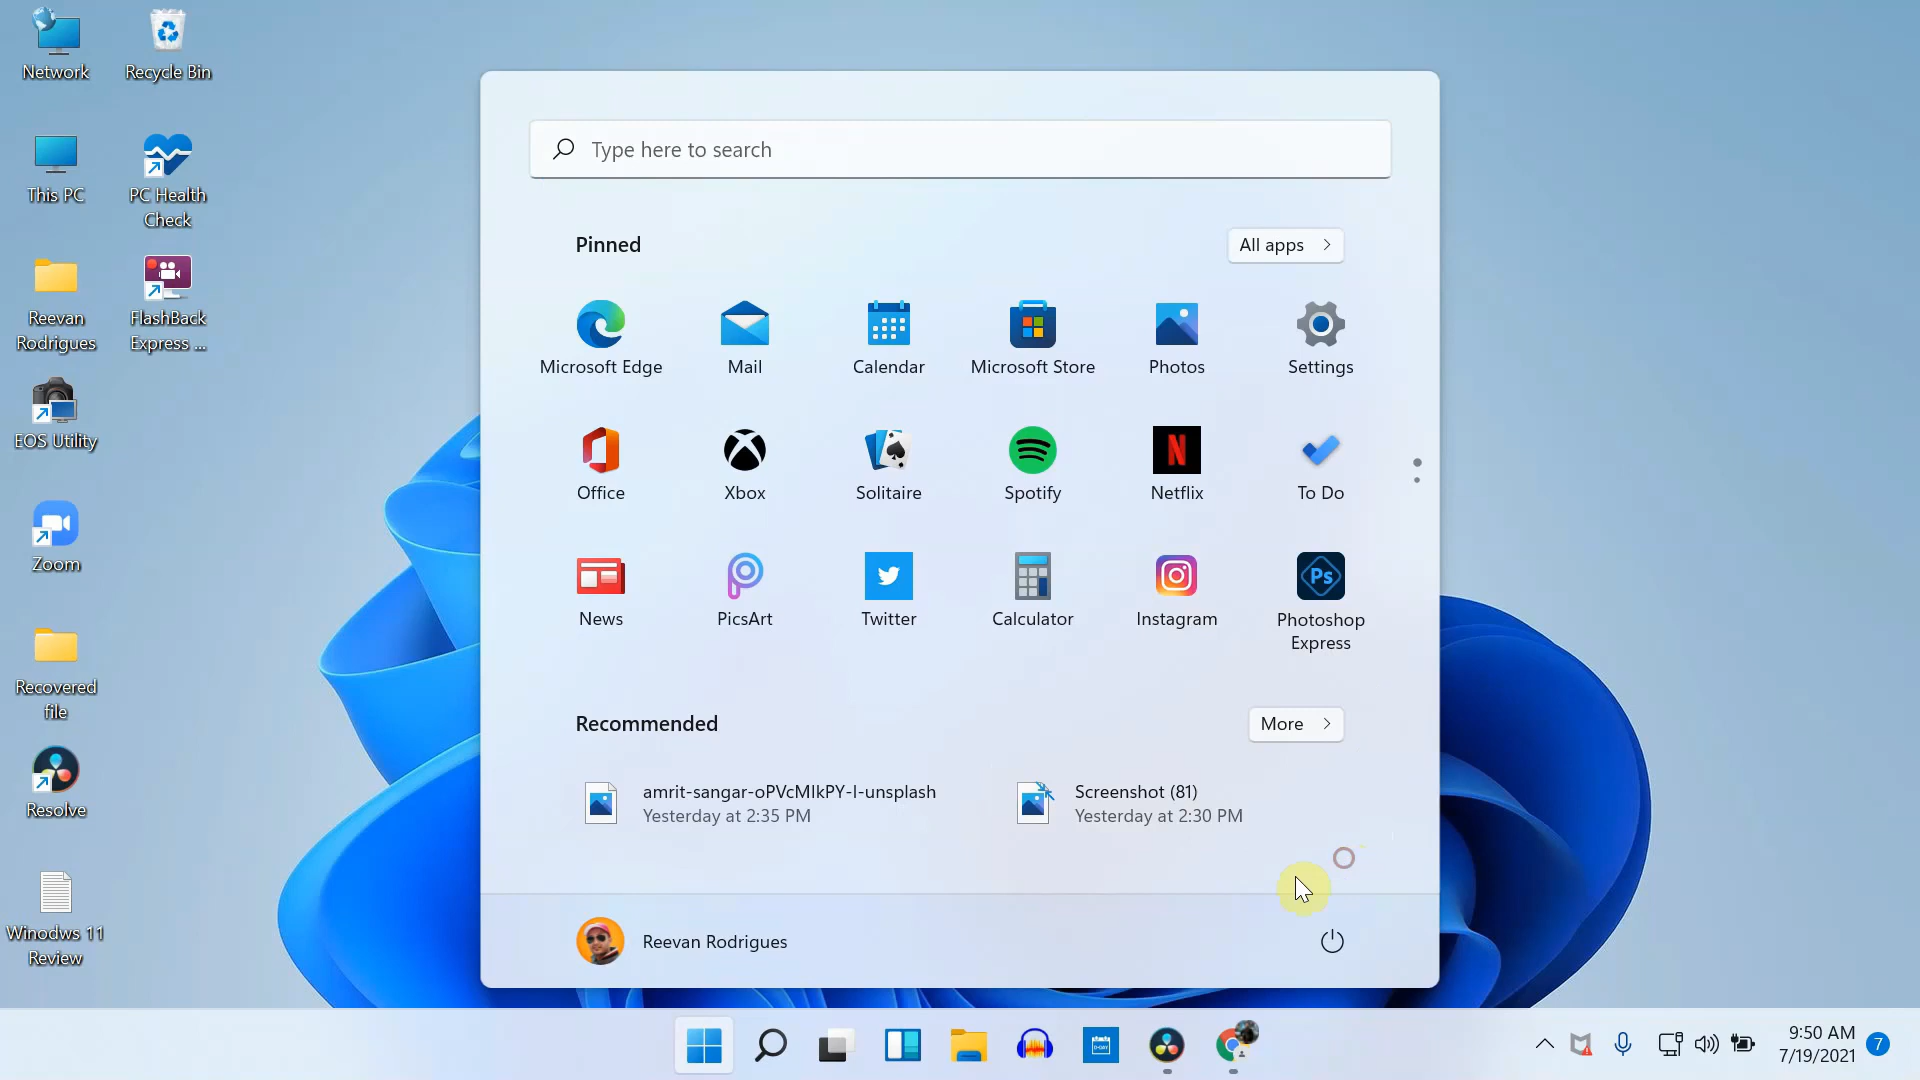 Network
Recycle Bin
This PC
PC Health
Check
Reevan
Rodrigues
FlashBack
Express ...
EOS Utility
Zoom
Recovered
file
Resolve
Winodws 11
Review
Type here to search
Pinned
All apps
Microsoft Edge
Mail
Calendar
Microsoft Store
Photos
Settings
Office
Xbox
Solitaire
Spotify
N
Netflix
To Do
News
PicsArt
Twitter
Calculator
Instagram
Ps
Photoshop
Express
Recommended
More
amrit-sangar-oPVcMIkPY-I-unsplash
Yesterday at 2:35 PM
Screenshot (81)
Yesterday at 2:30 PM
Reevan Rodrigues
D-DAY
9:50 AM
7/19/2021
7